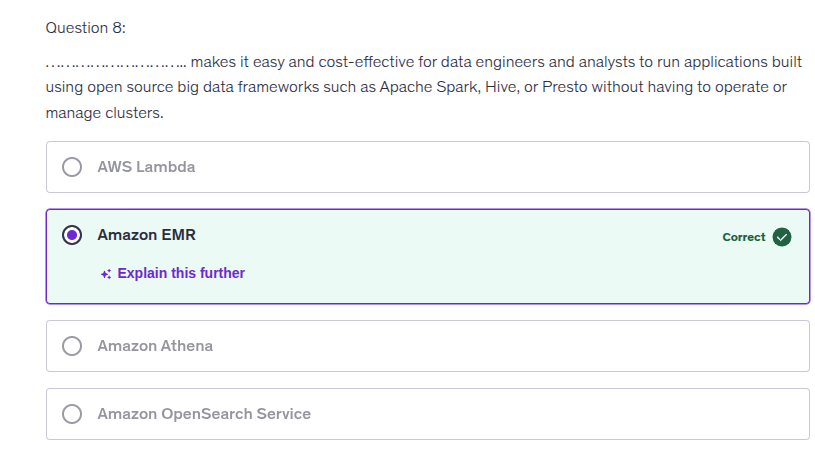 Question 8:
……………………….. makes it easy and cost-effective for data engineers and analysts to run applications built
using open source big data frameworks such as Apache Spark, Hive, or Presto without having to operate or
manage clusters.
AWS Lambda
Amazon EMR
Correct
Explain this further
Amazon Athena
Amazon OpenSearch Service